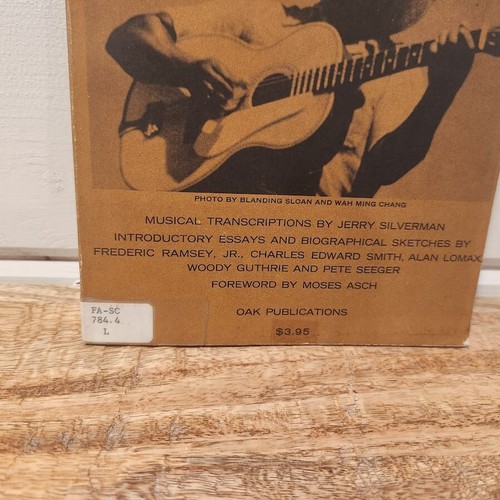 PHOTO BY BLANDING SLOAN AND WAH MING CHANG
MUSICAL TRANSCRIPTIONS BY JERRY SILVERMAN
INTRODUCTORY ESSAYS AND BIOGRAPHICAL SKETCHES BY
FREDERIC RAMSEY, JR., CHARLES EDWARD SMITH, ALAN LOMAX,
WOODY GUTHRIE AND PETE SEEGER
FOREWORD BY MOSES ASCH
OAK PUBLICATIONS
$3.95
FA-SC
784.4
L